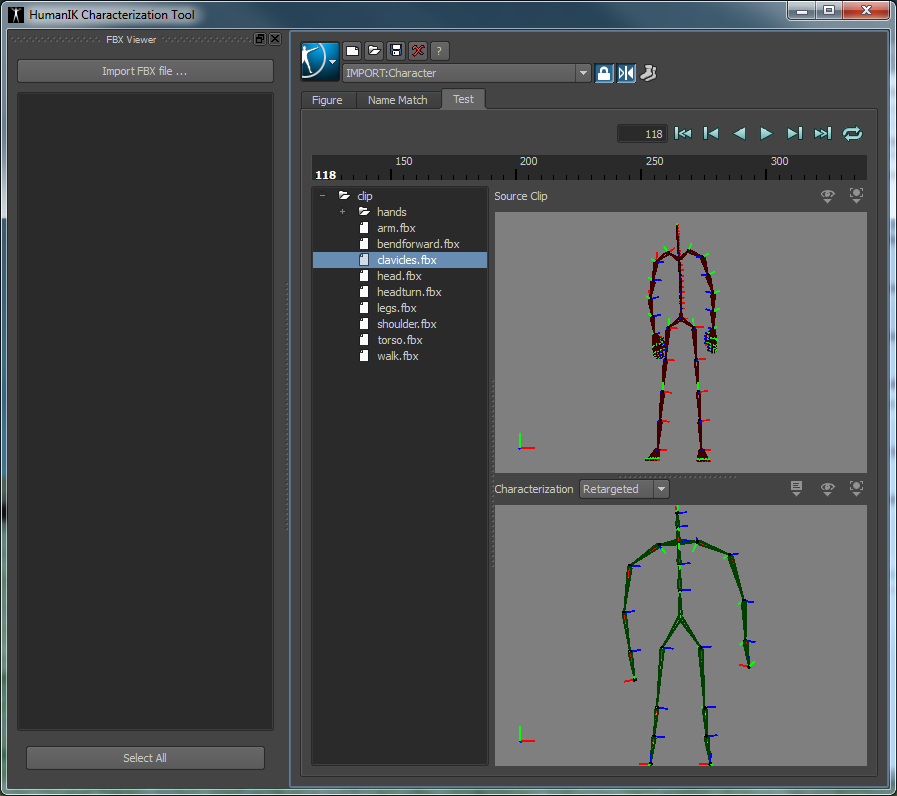 HumanIK Characterization Tool
FBX Viewer
Import FBX file ...
?
IMPORT:Character
Figure
Name Match
Test
118
150
200
250
300
118
clip
hands
arm.fbx
bendforward.fbx
clavicles.fbx
head.fbx
headturn.fbx
legs.fbx
shoulder.fbx
torso.fbx
walk.fbx
Source Clip
Characterization
Retargeted
Select All